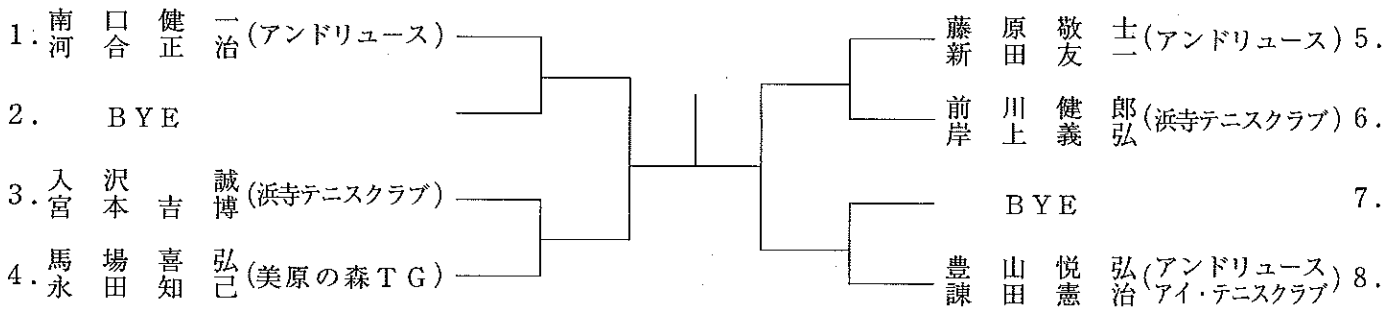 1. 南口健一
河合正治 (アンドリュース)
2. BYE
3. 入沢誠
宮本吉博 (浜寺テニスクラブ)
4. 馬場喜弘
永田知己 (美原の森TG)
藤原敬士
新田友一 (アンドリュース) 5.
前川健郎
岸上義弘 (浜寺テニスクラブ) 6.
BYE 7.
豊山悦弘 (アンドリュース
諌田憲治 アイ・テニスクラブ) 8.